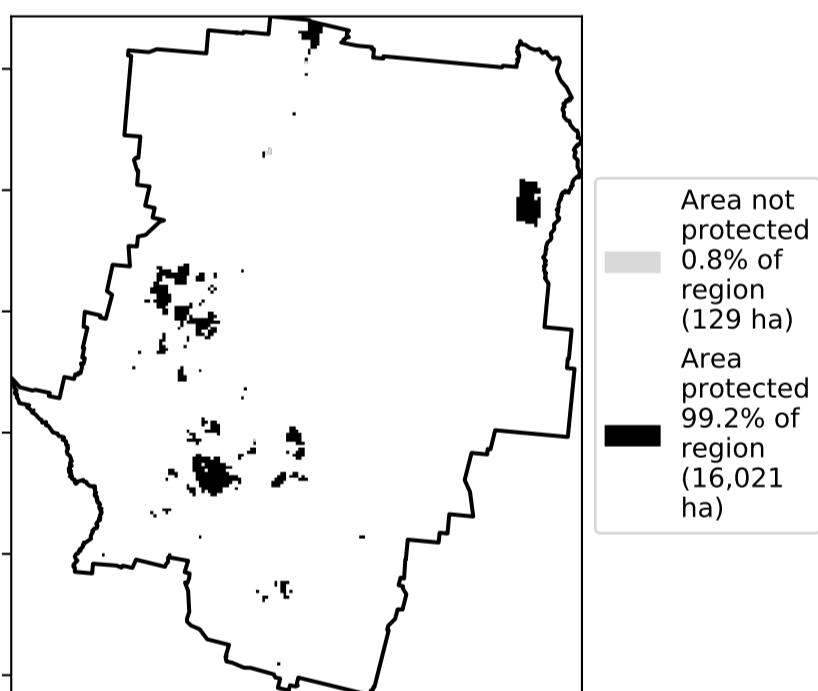 Area not
protected
0.8% of
region
(129 ha)
Area
protected
99.2% of
region
(16,021
ha)